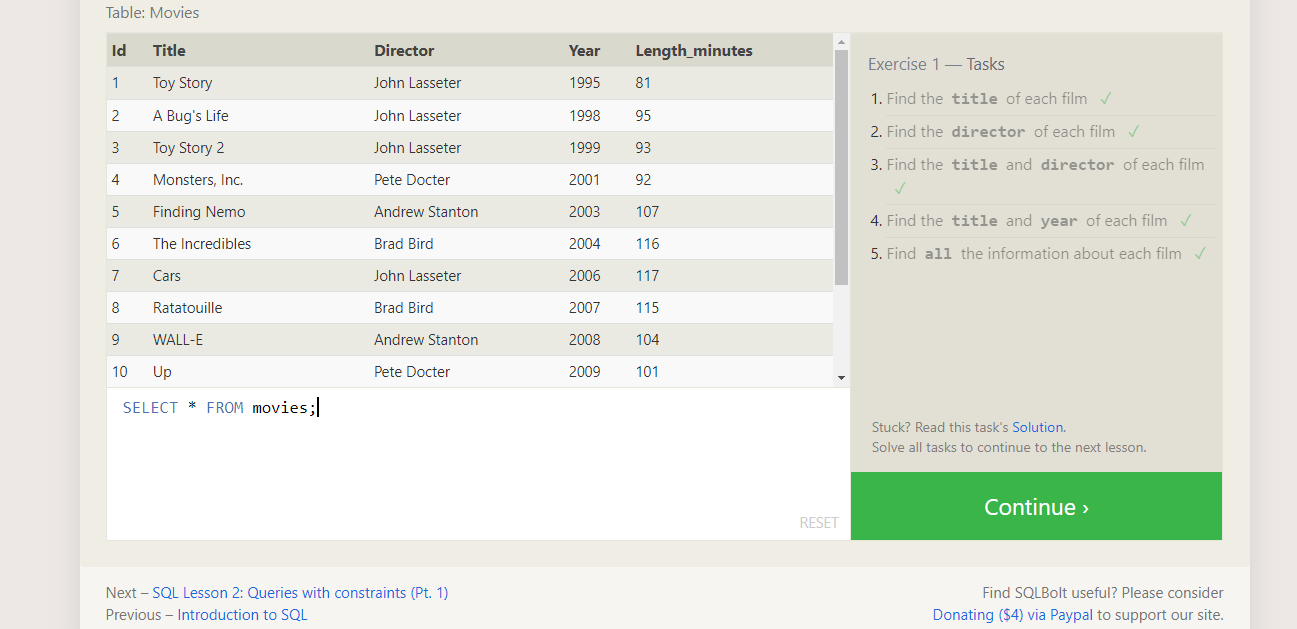 Table: Movies
Id Title Director Year Length_minutes
1 Toy Story John Lasseter 1995 81
2 A Bug's Life John Lasseter 1998 95
3 Toy Story 2 John Lasseter 1999 93
4 Monsters, Inc. Pete Docter 2001 92
5 Finding Nemo Andrew Stanton 2003 107
6 The Incredibles Brad Bird 2004 116
7 Cars John Lasseter 2006 117
8 Ratatouille Brad Bird 2007 115
9 WALL-E Andrew Stanton 2008 104
10 Up Pete Docter 2009 101
SELECT * FROM movies;
RESET
Exercise 1 — Tasks
1. Find the title of each film ✓
2. Find the director of each film ✓
3. Find the title and director of each film
✓
4. Find the title and year of each film ✓
5. Find all the information about each film ✓
Stuck? Read this task's Solution.
Solve all tasks to continue to the next lesson.
Continue ›
Next – SQL Lesson 2: Queries with constraints (Pt. 1)
Previous – Introduction to SQL
Find SQLBolt useful? Please consider
Donating ($4) via Paypal to support our site.